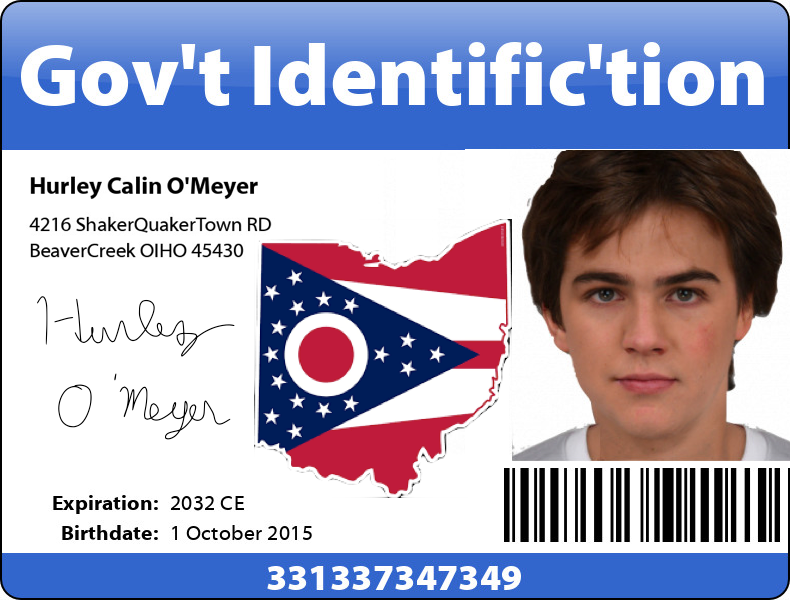 Gov't Identific'tion
Hurley Calin O'Meyer
4216 ShakerQuakerTown RD
BeaverCreek OIHO 45430
Hurley
O'Meyer
Expiration: 2032 CE
Birthdate: 1 October 2015
331337347349